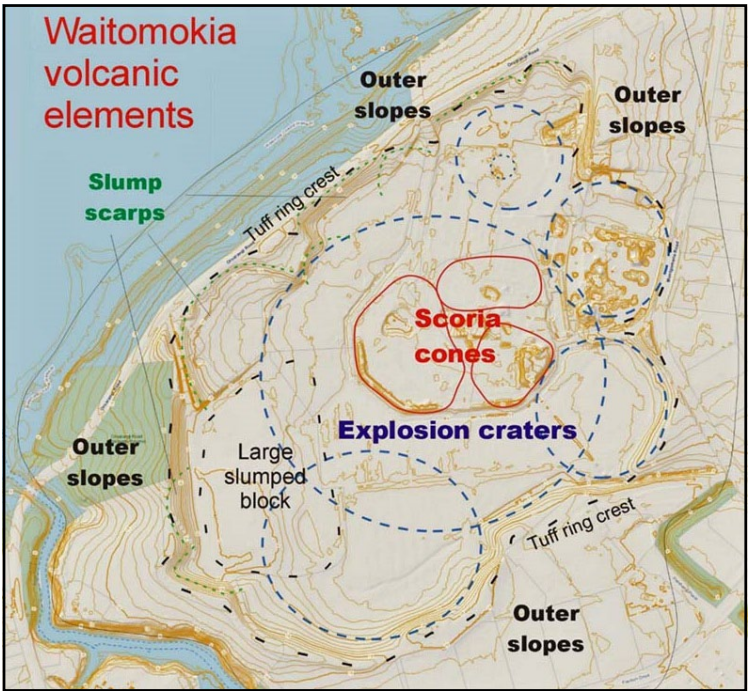 Waitomokia
volcanic
elements
Outer
slopes
Outer
slopes
Slump
scarps
Tuff ring crest
Scoria
cones
Explosion craters
Outer
slopes
Large
slumped
block
Tuff ring crest
Outer
slopes